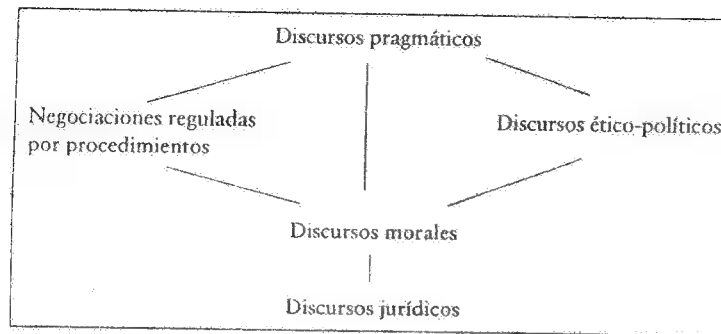 Discursos pragmáticos
Negociaciones reguladas
por procedimientos
Discursos ético-políticos
Discursos morales
Discursos jurídicos